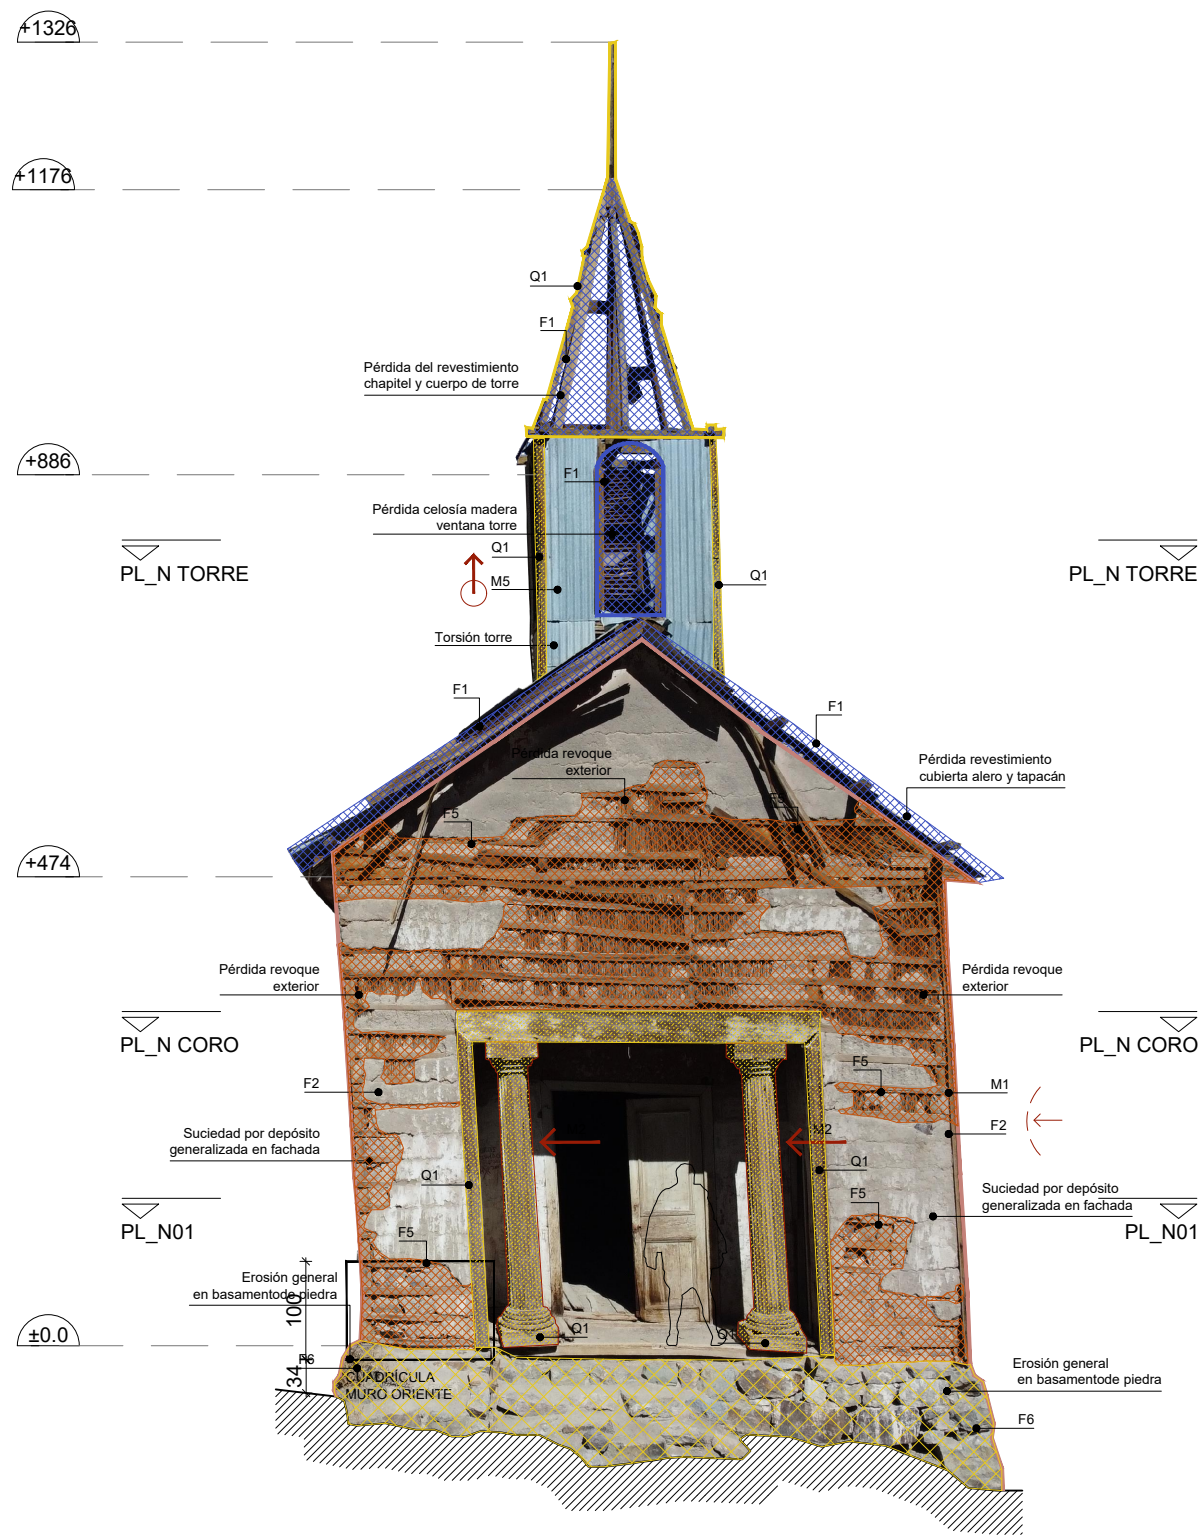 +1326
+1176
Q1
F1
Pérdida del revestimiento
chapitel y cuerpo de torre
+886
F1
Pérdida celosía madera
ventana torre
PL_N TORRE
PL_N TORRE
Q1
M5
Q1
Torsión torre
F1
F1
Pérdida revoque
exterior
Pérdida revestimiento
cubierta alero y tapacán
F5
F5
+474
Pérdida revoque
exterior
Pérdida revoque
exterior
PL_N CORO
PL_N CORO
F2
F5
M1
F2
M2
Suciedad por depósito
generalizada en fachada
Q1
Q1
Suciedad por depósito
generalizada en fachada
F5
PL_N01
PL_N01
F5
Erosión general
en basamentode piedra
100
±0.0
Q1
Q1
34
F6
CUADRÍCULA
MURO ORIENTE
Erosión general
en basamentode piedra
F6